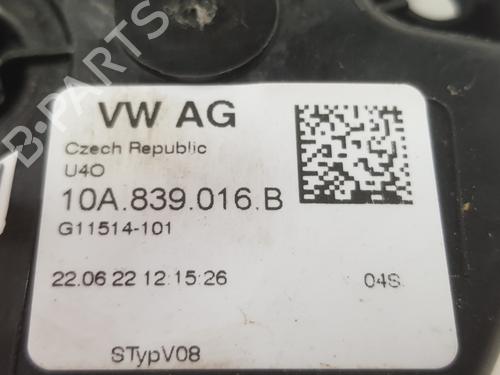 B-PARTS
VW AG
Czech Republic
U4O
10A.839.016.B
G11514-101
22.06 22 12:15:26 04S
STypV08